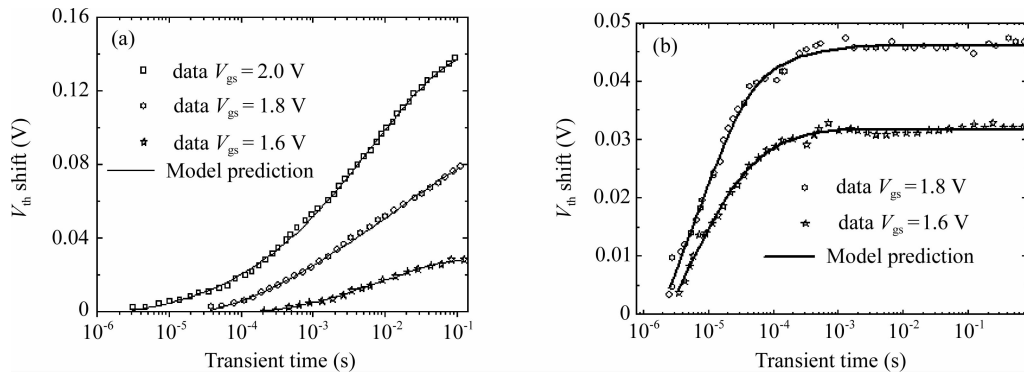 0.16
0.12
0.08
0.04
0
V_th shift (V)
(a)
data V_gs = 2.0 V
data V_gs = 1.8 V
data V_gs = 1.6 V
Model prediction
10^-6 10^-5 10^-4 10^-3 10^-2 10^-1
Transient time (s)
0.05
0.04
0.03
0.02
0.01
0
V_th shift (V)
(b)
data V_gs = 1.8 V
data V_gs = 1.6 V
Model prediction
10^-6 10^-5 10^-4 10^-3 10^-2 10^-1
Transient time (s)